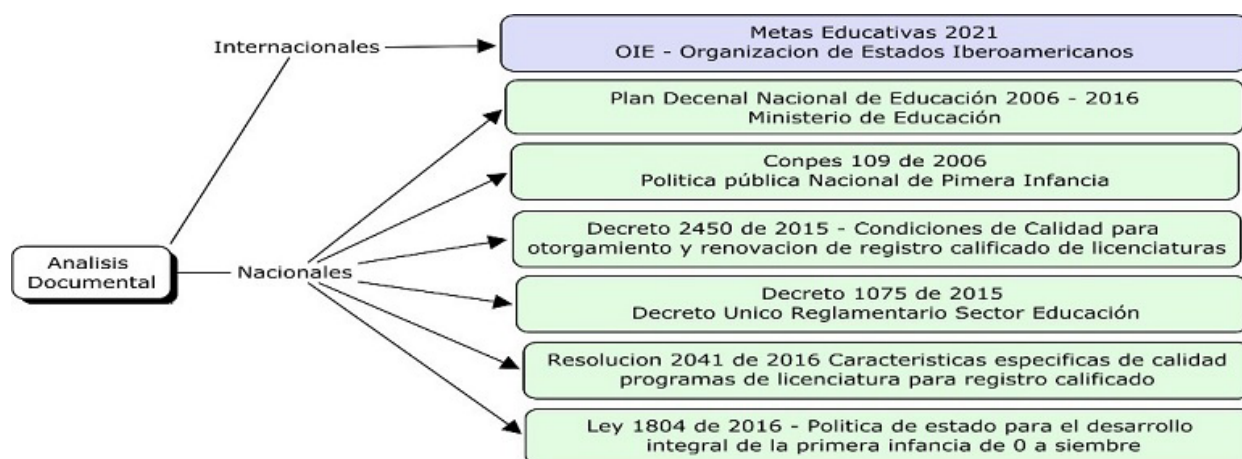 Internacionales
Metas Educativas 2021
OIE - Organizacion de Estados Iberoamericanos
Plan Decenal Nacional de Educación 2006 - 2016
Ministerio de Educación
Conpes 109 de 2006
Politica pública Nacional de Pimera Infancia
Analisis
Documental
Nacionales
Decreto 2450 de 2015 - Condiciones de Calidad para
otorgamiento y renovacion de registro calificado de licenciaturas
Decreto 1075 de 2015
Decreto Unico Reglamentario Sector Educación
Resolucion 2041 de 2016 Caracteristicas especificas de calidad
programas de licenciatura para registro calificado
Ley 1804 de 2016 - Politica de estado para el desarrollo
integral de la primera infancia de 0 a siembre